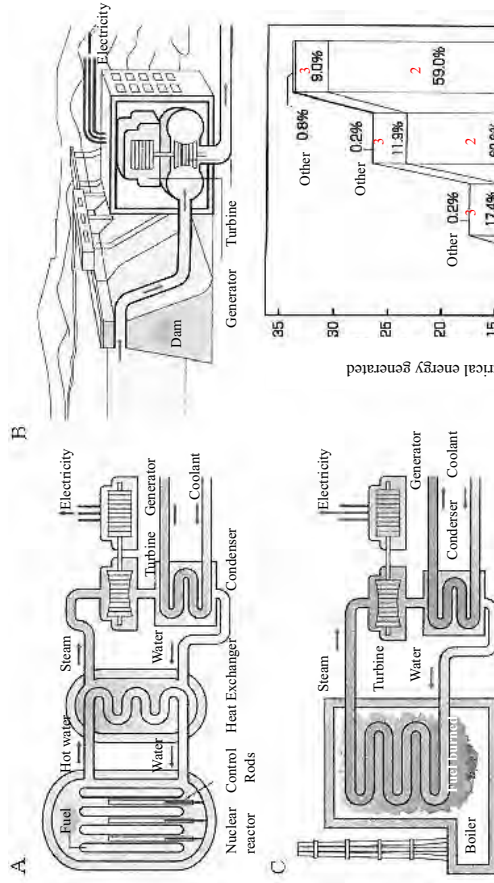 A
Fuel
Hot water
Steam
Electricity
Water
Water
Turbine
Generator
Coolant
Nuclear
reactor
Control
Rods
Heat Exchanger
Condenser
B
Electricity
Dam
Generator
Turbine
C
Steam
Electricity
Turbine
Water
Generator
Conderser
Coolant
Fuel burned
Boiler
rical energy generated
35
30
25
20
15
Other
0.8%
3
9.0%
2
59.0%
Other
0.2%
3
11.9%
2
Other
0.2%
3
17.4%